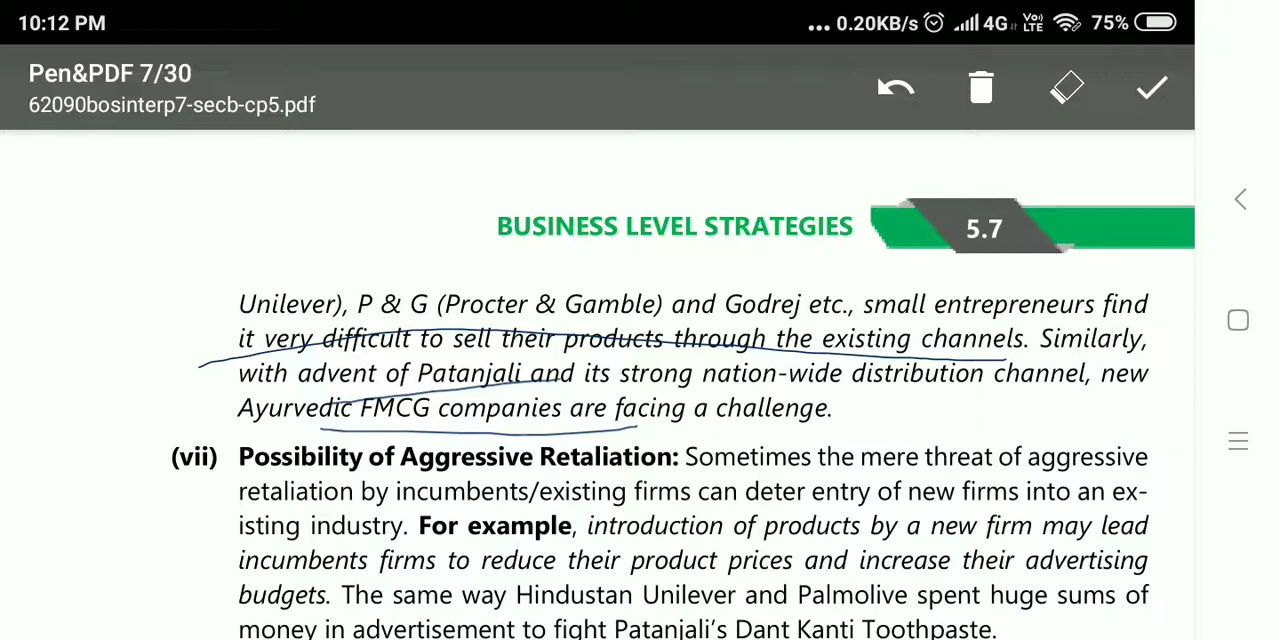 10:12 PM
... 0.20KB/s 4G Vo) LTE 75%
Pen&PDF 7/30
62090bosinterp7-secb-cp5.pdf
BUSINESS LEVEL STRATEGIES 5.7
Unilever), P & G (Procter & Gamble) and Godrej etc., small entrepreneurs find
it very difficult to sell their products through the existing channels. Similarly,
with advent of Patanjali and its strong nation-wide distribution channel, new
Ayurvedic FMCG companies are facing a challenge.
(vii) Possibility of Aggressive Retaliation: Sometimes the mere threat of aggressive
retaliation by incumbents/existing firms can deter entry of new firms into an ex-
isting industry. For example, introduction of products by a new firm may lead
incumbents firms to reduce their product prices and increase their advertising
budgets. The same way Hindustan Unilever and Palmolive spent huge sums of
money in advertisement to fight Patanjali's Dant Kanti Toothpaste.